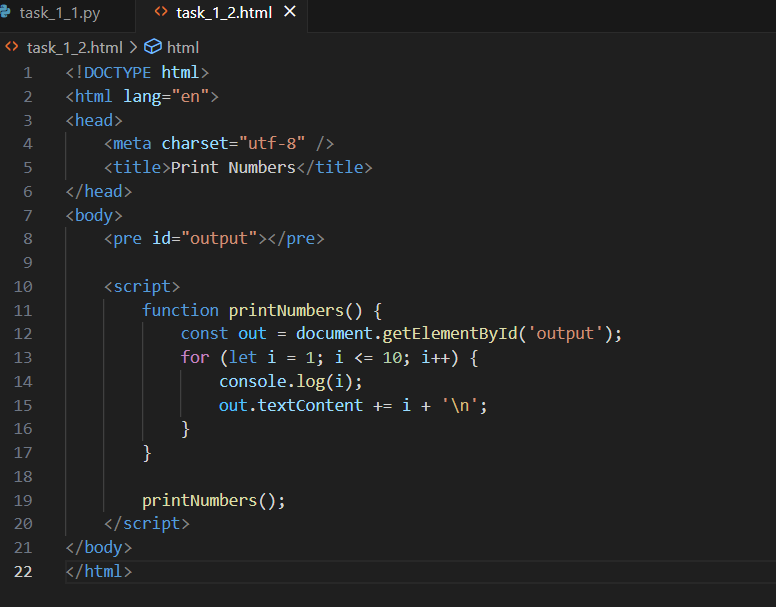 task_1_1.py task_1_2.html
task_1_2.html html
1 <!DOCTYPE html>
2 <html lang="en">
3 <head>
4     <meta charset="utf-8" />
5     <title>Print Numbers</title>
6 </head>
7 <body>
8     <pre id="output"></pre>
9
10     <script>
11         function printNumbers() {
12             const out = document.getElementById('output');
13             for (let i = 1; i <= 10; i++) {
14                 console.log(i);
15                 out.textContent += i + '\n';
16             }
17         }
18
19         printNumbers();
20     </script>
21 </body>
22 </html>